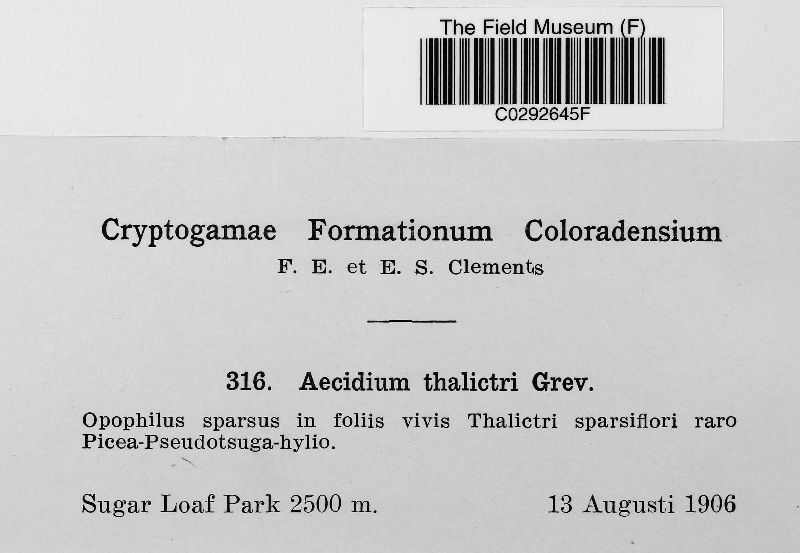 The Field Museum (F)
C0292645F
Cryptogamae Formationum Coloradensium
F. E. et E. S. Clements
316. Aecidium thalictri Grev.
Opophilus sparsus in foliis vivis Thalictri sparsiflori raro
Picea-Pseudotsuga-hylio.
Sugar Loaf Park 2500 m. 13 Augusti 1906